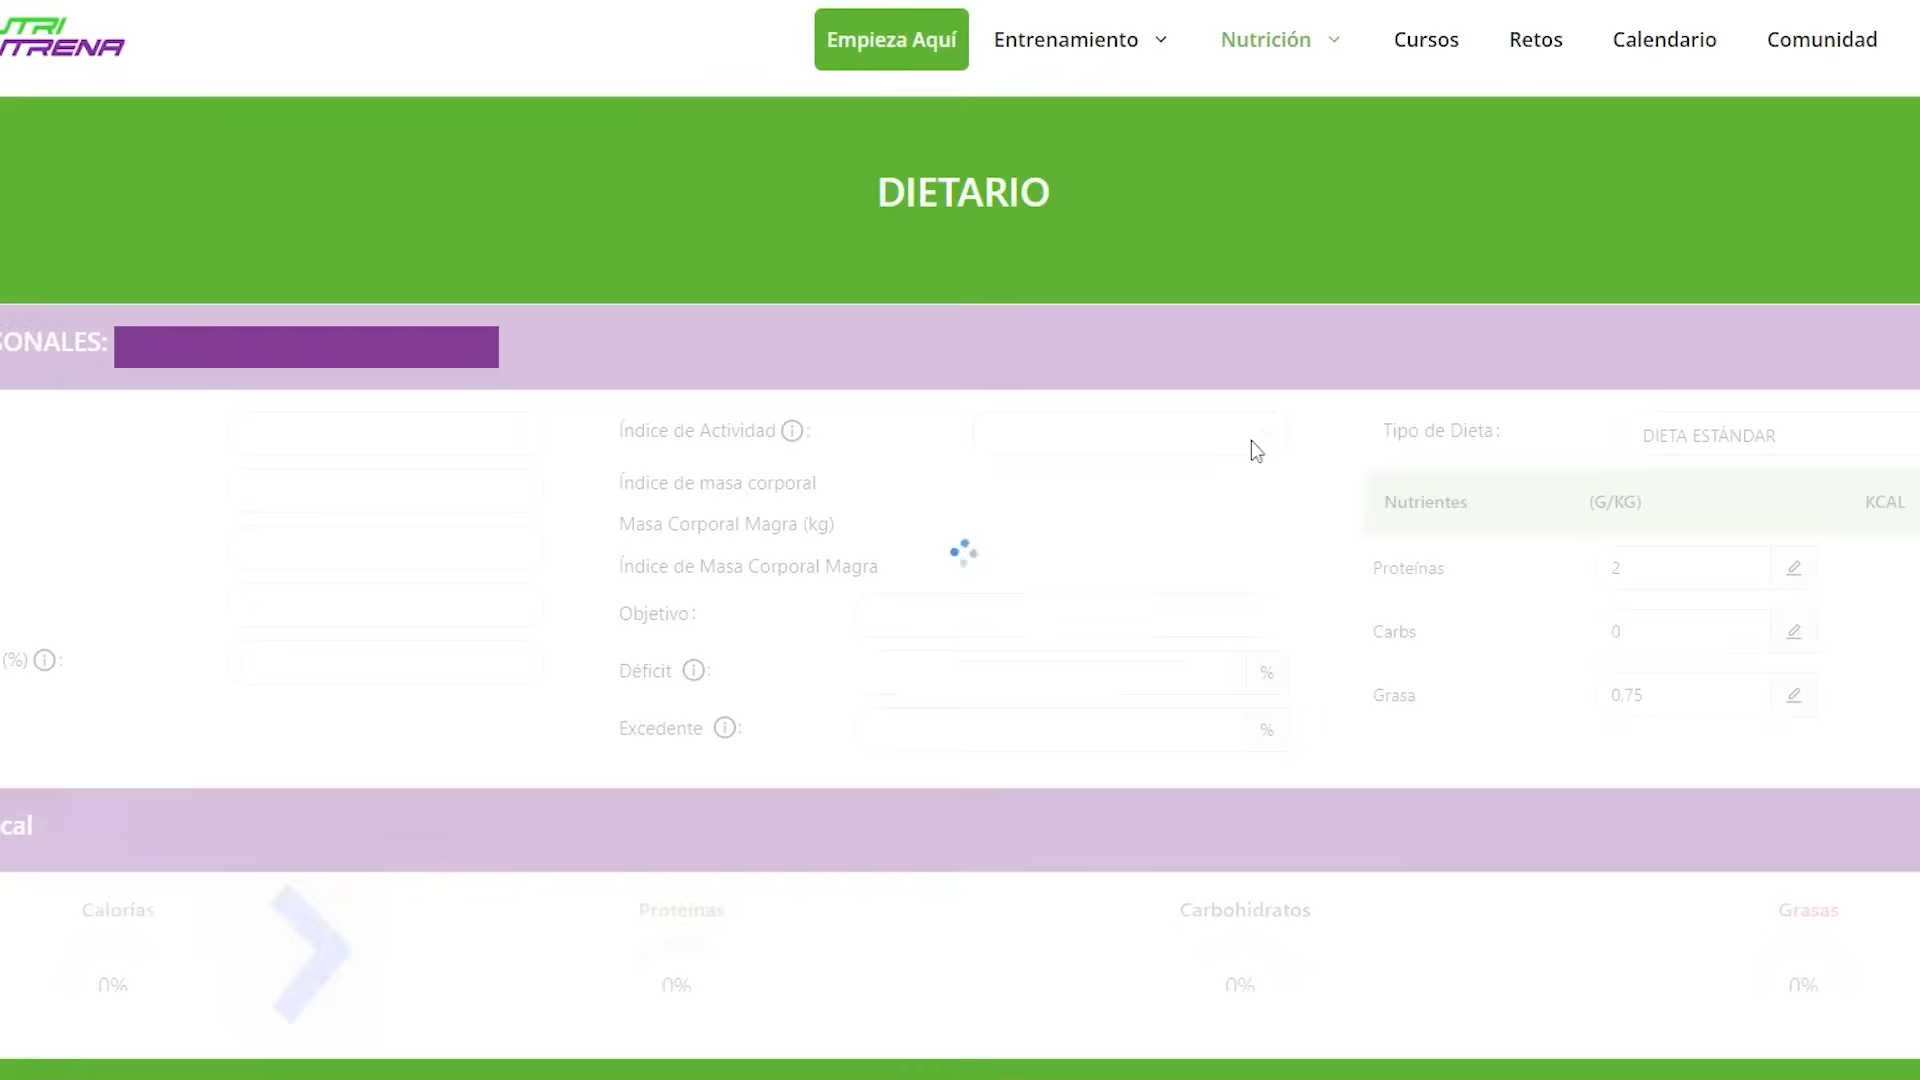 UTRI
NTRENA
Empieza Aquí
Entrenamiento
Nutrición
Cursos
Retos
Calendario
Comunidad
DIETARIO
SONALES:
Índice de Actividad :
Índice de masa corporal
Masa Corporal Magra (kg)
Índice de Masa Corporal Magra
Objetivo:
Déficit : %
Excedente : %
(%) :
Tipo de Dieta: DIETA ESTÁNDAR
Nutrientes (G/KG) KCAL
Proteínas 2
Carbs 0
Grasa 0,75
cal
Calorías
Proteínas
Carbohidratos
Grasas
0%
0%
0%
0%